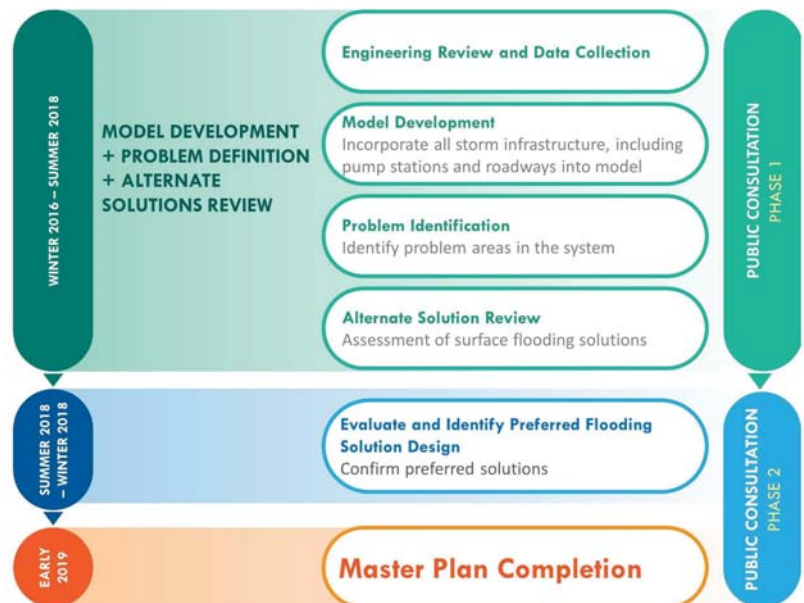 WINTER 2016 – SUMMER 2018
MODEL DEVELOPMENT
+ PROBLEM DEFINITION
+ ALTERNATE
SOLUTIONS REVIEW
Engineering Review and Data Collection
Model Development
Incorporate all storm infrastructure, including
pump stations and roadways into model
Problem Identification
Identify problem areas in the system
Alternate Solution Review
Assessment of surface flooding solutions
PUBLIC CONSULTATION
PHASE 1
SUMMER 2018
– WINTER 2018
Evaluate and Identify Preferred Flooding
Solution Design
Confirm preferred solutions
EARLY
2019
Master Plan Completion
PUBLIC CONSULTATION
PHASE 2